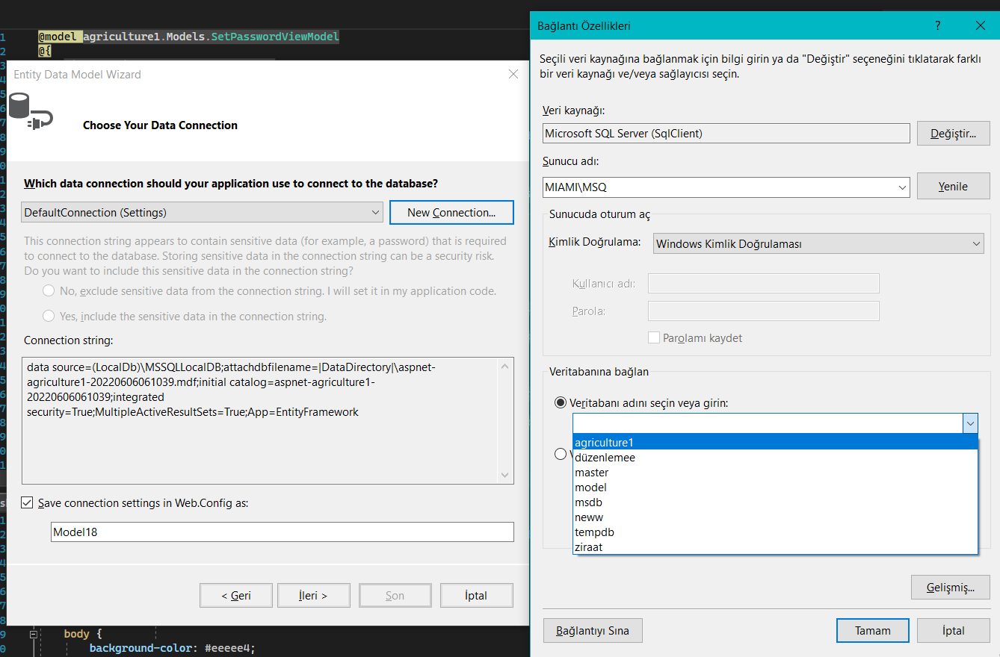 @model agriculture1.Models.SetPasswordViewModel
@{
Entity Data Model Wizard
Choose Your Data Connection
Which data connection should your application use to connect to the database?
DefaultConnection (Settings)
New Connection...
This connection string appears to contain sensitive data (for example, a password) that is required
to connect to the database. Storing sensitive data in the connection string can be a security risk.
Do you want to include this sensitive data in the connection string?
No, exclude sensitive data from the connection string. I will set it in my application code.
Yes, include the sensitive data in the connection string.
Connection string:
data source=(LocalDb)\MSSQLLocalDB;attachdbfilename=|DataDirectory|\aspnet-
agriculture1-20220606061039.mdf;initial catalog=aspnet-agriculture1-
20220606061039;integrated
security=True;MultipleActiveResultSets=True;App=EntityFramework
Save connection settings in Web.Config as:
Model18
< Geri
İleri >
Son
İptal
body {
background-color: #eeeee4;
Bağlantı Özellikleri
?
Seçili veri kaynağına bağlanmak için bilgi girin ya da "Değiştir" seçeneğini tıklatarak farklı
bir veri kaynağı ve/veya sağlayıcısı seçin.
Veri kaynağı:
Microsoft SQL Server (SqlClient)
Değiştir...
Sunucu adı:
MIAMI\MSQ
Yenile
Sunucuda oturum aç
Kimlik Doğrulama:
Windows Kimlik Doğrulaması
Kullanıcı adı:
Parola:
Parolamı kaydet
Veritabanına bağlan
Veritabanı adını seçin veya girin:
agriculture1
düzenlemee
master
model
msdb
neww
tempdb
ziraat
Gelişmiş...
Bağlantıyı Sına
Tamam
İptal